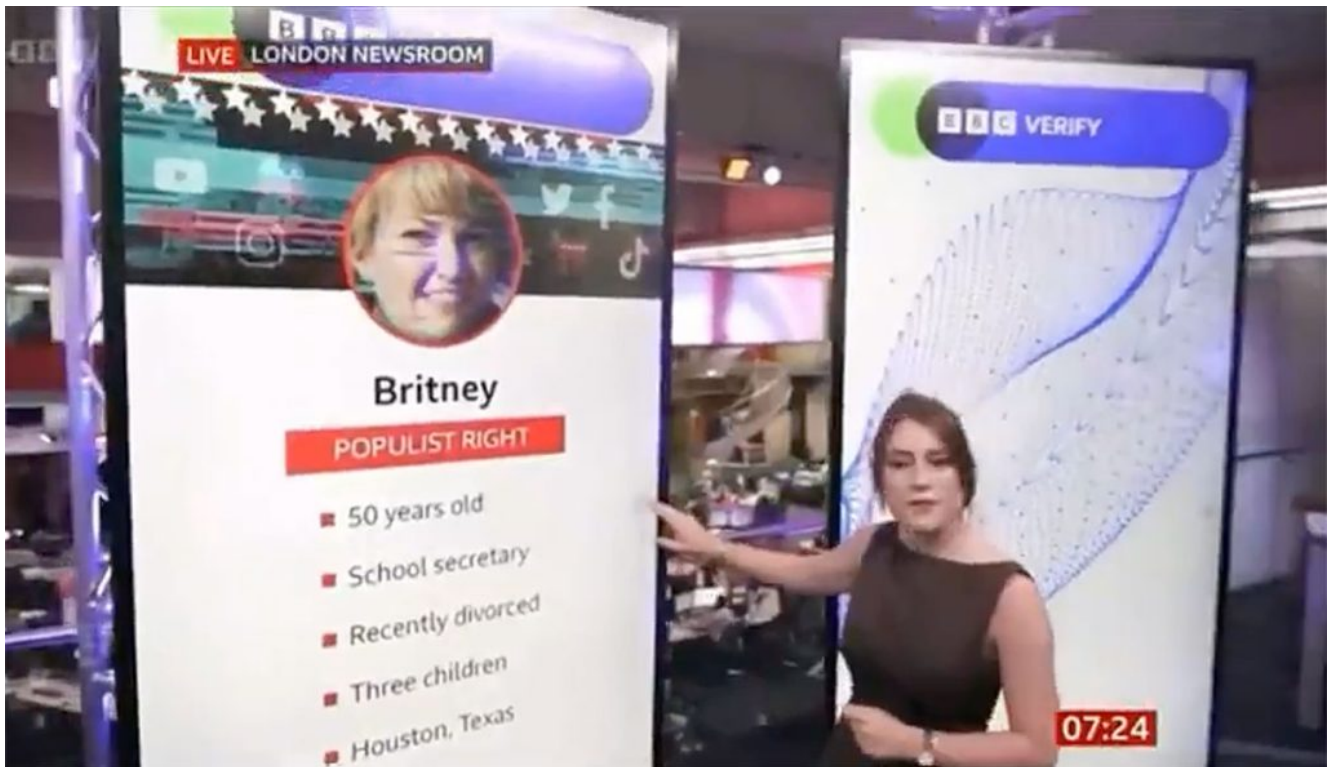 LIVE LONDON NEWSROOM
BBC VERIFY
Britney
POPULIST RIGHT
50 years old
School secretary
Recently divorced
Three children
Houston, Texas
07:24